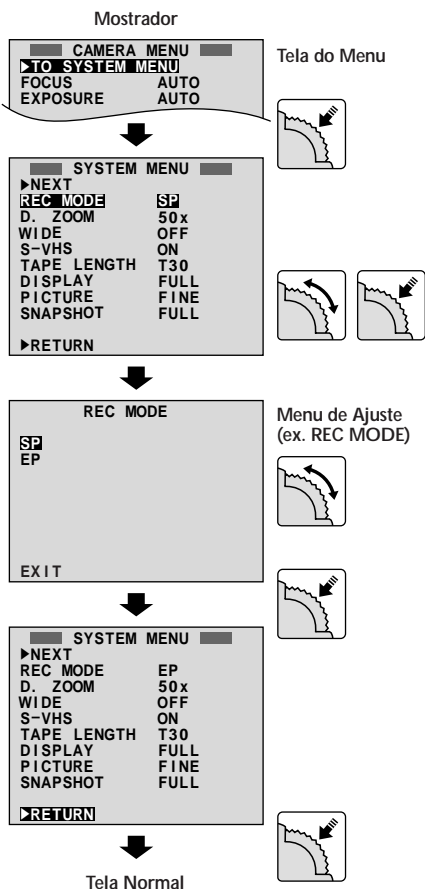 Mostrador
CAMERA MENU
▶TO SYSTEM MENU
FOCUS AUTO
EXPOSURE AUTO
Tela do Menu
SYSTEM MENU
▶NEXT
REC MODE SP
D. ZOOM 50x
WIDE OFF
S-VHS ON
TAPE LENGTH T30
DISPLAY FULL
PICTURE FINE
SNAPSHOT FULL
▶RETURN
REC MODE
SP
EP
EXIT
Menu de Ajuste
(ex. REC MODE)
SYSTEM MENU
▶NEXT
REC MODE EP
D. ZOOM 50x
WIDE OFF
S-VHS ON
TAPE LENGTH T30
DISPLAY FULL
PICTURE FINE
SNAPSHOT FULL
▶RETURN
Tela Normal